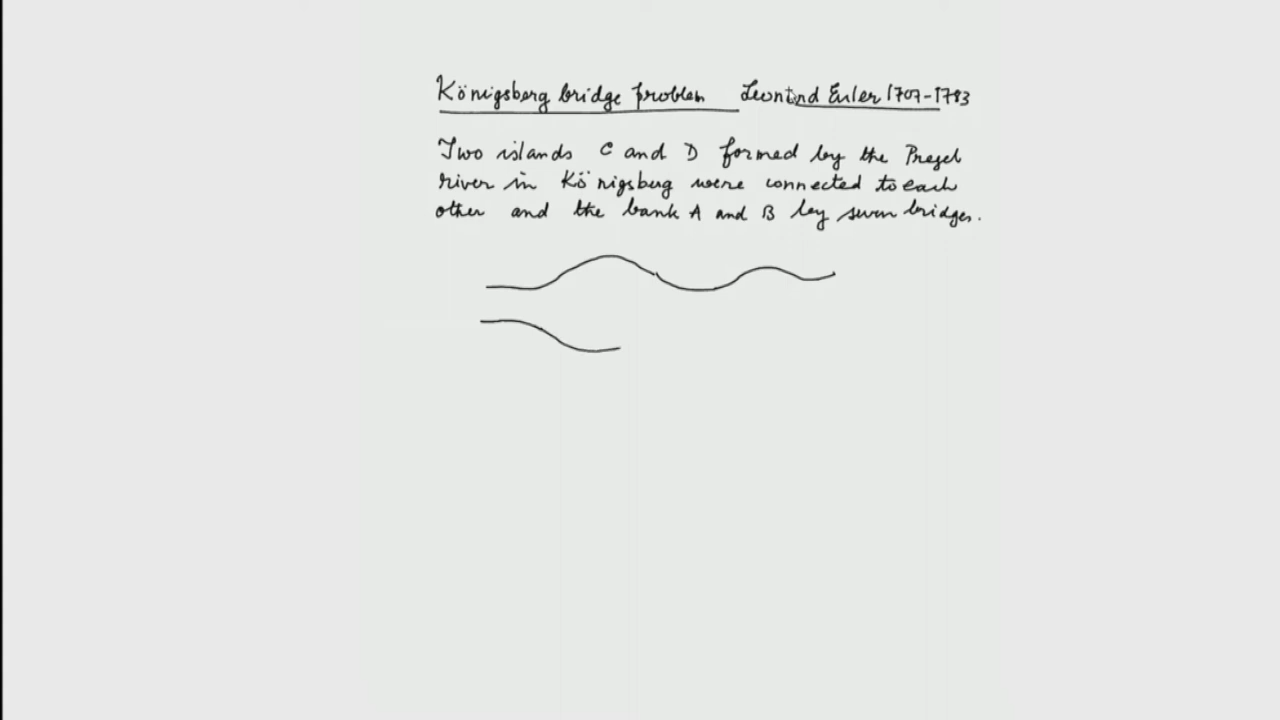 Königsberg bridge problem Leonard Euler 1707-1783
Two islands C and D formed by the Pregel
river in Königsberg were connected to each
other and the bank A and B by seven bridges.